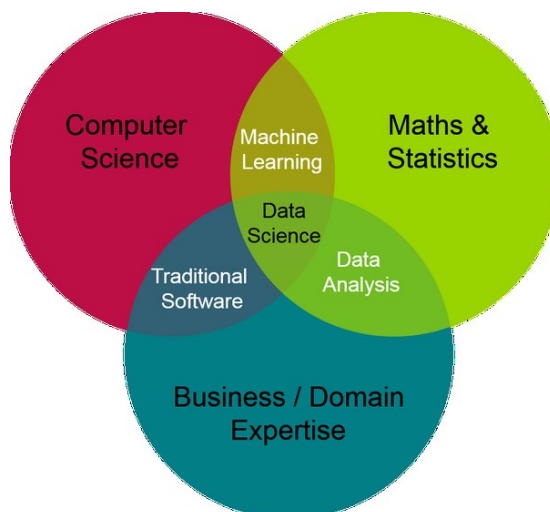 Computer
Science
Machine
Learning
Maths &
Statistics
Data
Science
Traditional
Software
Data
Analysis
Business / Domain
Expertise